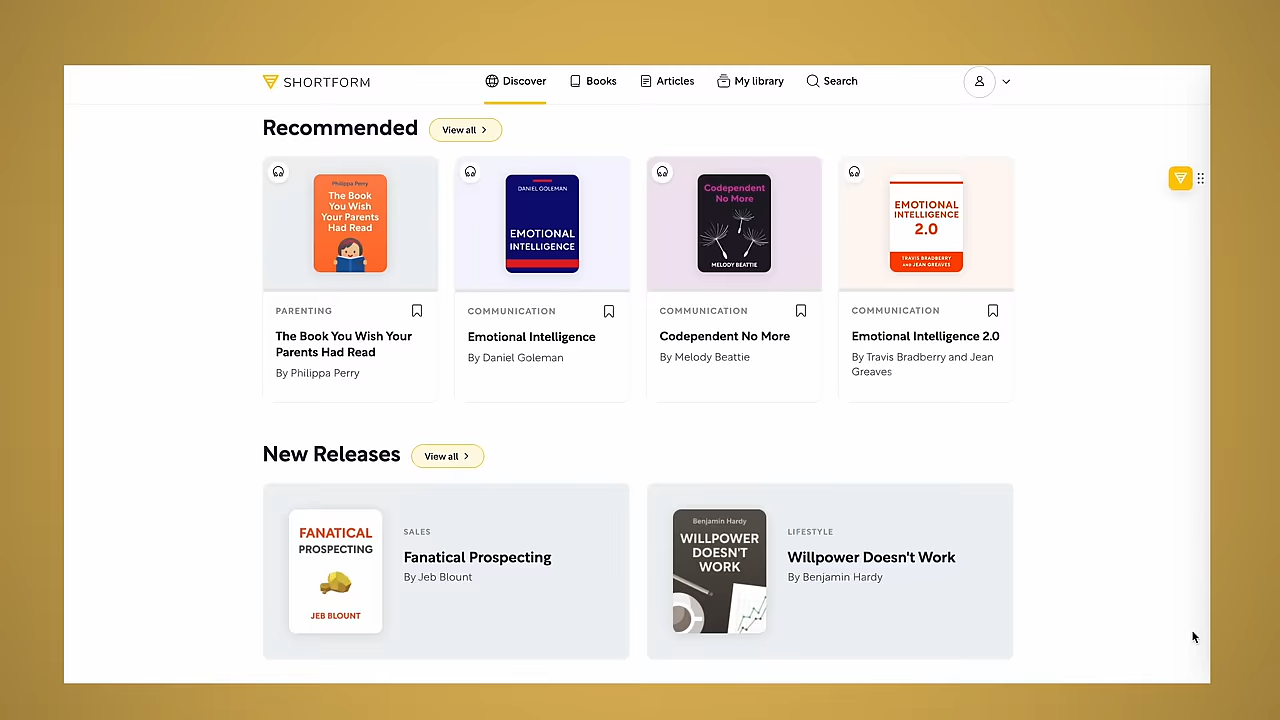 SHORTFORM
Discover
Books
Articles
My library
Search
Recommended
View all
Philippa Perry
The Book
You Wish
Your Parents
Had Read
DANIEL GOLEMAN
EMOTIONAL
INTELLIGENCE
Codependent
No More
MELODY BEATTIE
EMOTIONAL
INTELLIGENCE
2.0
TRAVIS BRADBERRY
AND JEAN GREAVES
PARENTING
The Book You Wish Your
Parents Had Read
By Philippa Perry
COMMUNICATION
Emotional Intelligence
By Daniel Goleman
COMMUNICATION
Codependent No More
By Melody Beattie
COMMUNICATION
Emotional Intelligence 2.0
By Travis Bradberry and Jean
Greaves
New Releases
View all
FANATICAL
PROSPECTING
JEB BLOUNT
SALES
Fanatical Prospecting
By Jeb Blount
Benjamin Hardy
WILLPOWER
DOESN'T
WORK
LIFESTYLE
Willpower Doesn't Work
By Benjamin Hardy